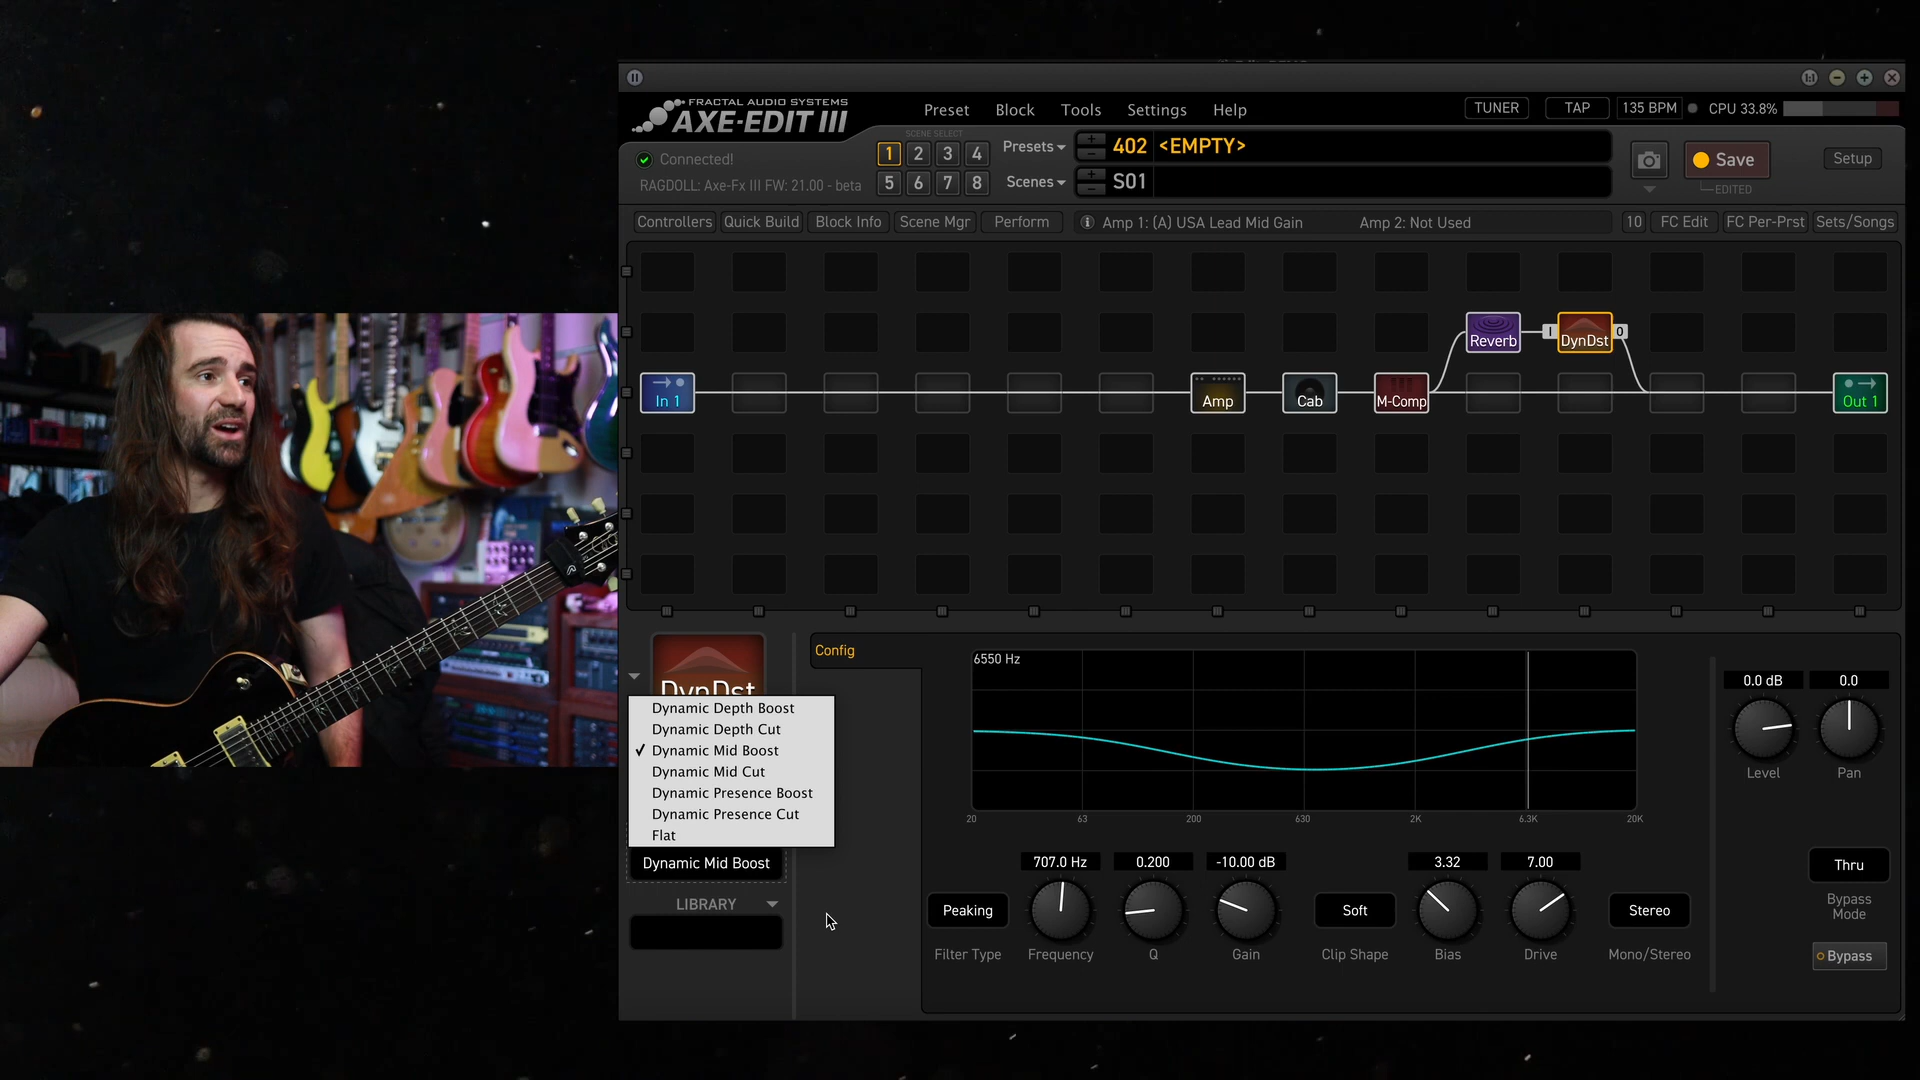 FRACTAL AUDIO SYSTEMS
AXE-EDIT III
Preset Block Tools Settings Help
TUNER TAP 135 BPM CPU 33.8%
SCENE SELECT
1 2 3 4
5 6 7 8
Presets 402 <EMPTY>
Scenes S01
Save
EDITED
Setup
Connected!
RAGDOLL: Axe-Fx III FW: 21.00 - beta
Controllers Quick Build Block Info Scene Mgr Perform
Amp 1: (A) USA Lead Mid Gain Amp 2: Not Used
10 FC Edit FC Per-Prst Sets/Songs
Reverb I DynDst O
In 1 Amp Cab M-Comp Out 1
DynDst
Dynamic Depth Boost
Dynamic Depth Cut
✓ Dynamic Mid Boost
Dynamic Mid Cut
Dynamic Presence Boost
Dynamic Presence Cut
Flat
Dynamic Mid Boost
LIBRARY
Config
6550 Hz
20 63 200 630 2K 6.3K 20K
707.0 Hz 0.200 -10.00 dB 3.32 7.00
Peaking Soft Stereo
Filter Type Frequency Q Gain Clip Shape Bias Drive Mono/Stereo
0.0 dB 0.0
Level Pan
Thru
Bypass
Mode
Bypass